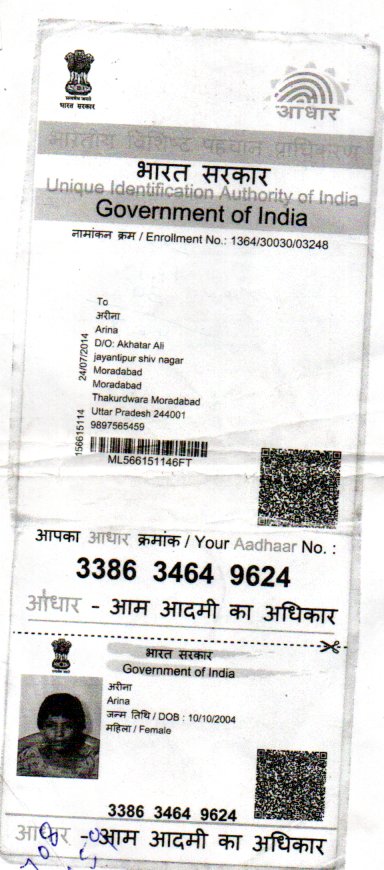 भारत सरकार
आधार
भारतीय विशिष्ट पहचान प्राधिकरण
भारत सरकार
Unique Identification Authority of India
Government of India
नामांकन क्रम / Enrollment No.: 1364/30030/03248
To
अरीना
Arina
D/O: Akhatar Ali
jayantipur shiv nagar
Moradabad
Moradabad
Thakurdwara Moradabad
Uttar Pradesh 244001
9897565459
24/07/2014
156615114
ML566151146FT
आपका आधार क्रमांक / Your Aadhaar No. :
3386 3464 9624
आधार - आम आदमी का अधिकार
भारत सरकार
Government of India
अरीना
Arina
जन्म तिथि / DOB : 10/10/2004
महिला / Female
3386 3464 9624
आधार - आम आदमी का अधिकार